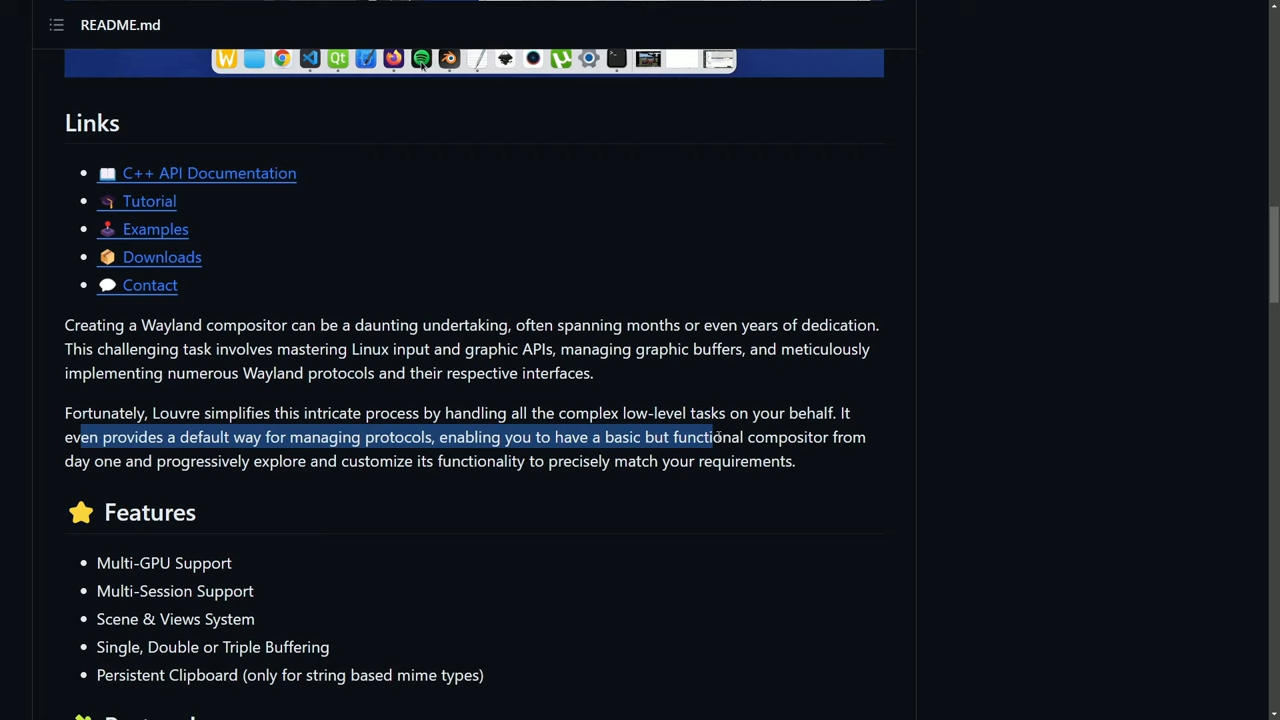 README.md
Links
C++ API Documentation
Tutorial
Examples
Downloads
Contact
Creating a Wayland compositor can be a daunting undertaking, often spanning months or even years of dedication.
This challenging task involves mastering Linux input and graphic APIs, managing graphic buffers, and meticulously
implementing numerous Wayland protocols and their respective interfaces.
Fortunately, Louvre simplifies this intricate process by handling all the complex low-level tasks on your behalf. It
even provides a default way for managing protocols, enabling you to have a basic but functional compositor from
day one and progressively explore and customize its functionality to precisely match your requirements.
Features
Multi-GPU Support
Multi-Session Support
Scene & Views System
Single, Double or Triple Buffering
Persistent Clipboard (only for string based mime types)